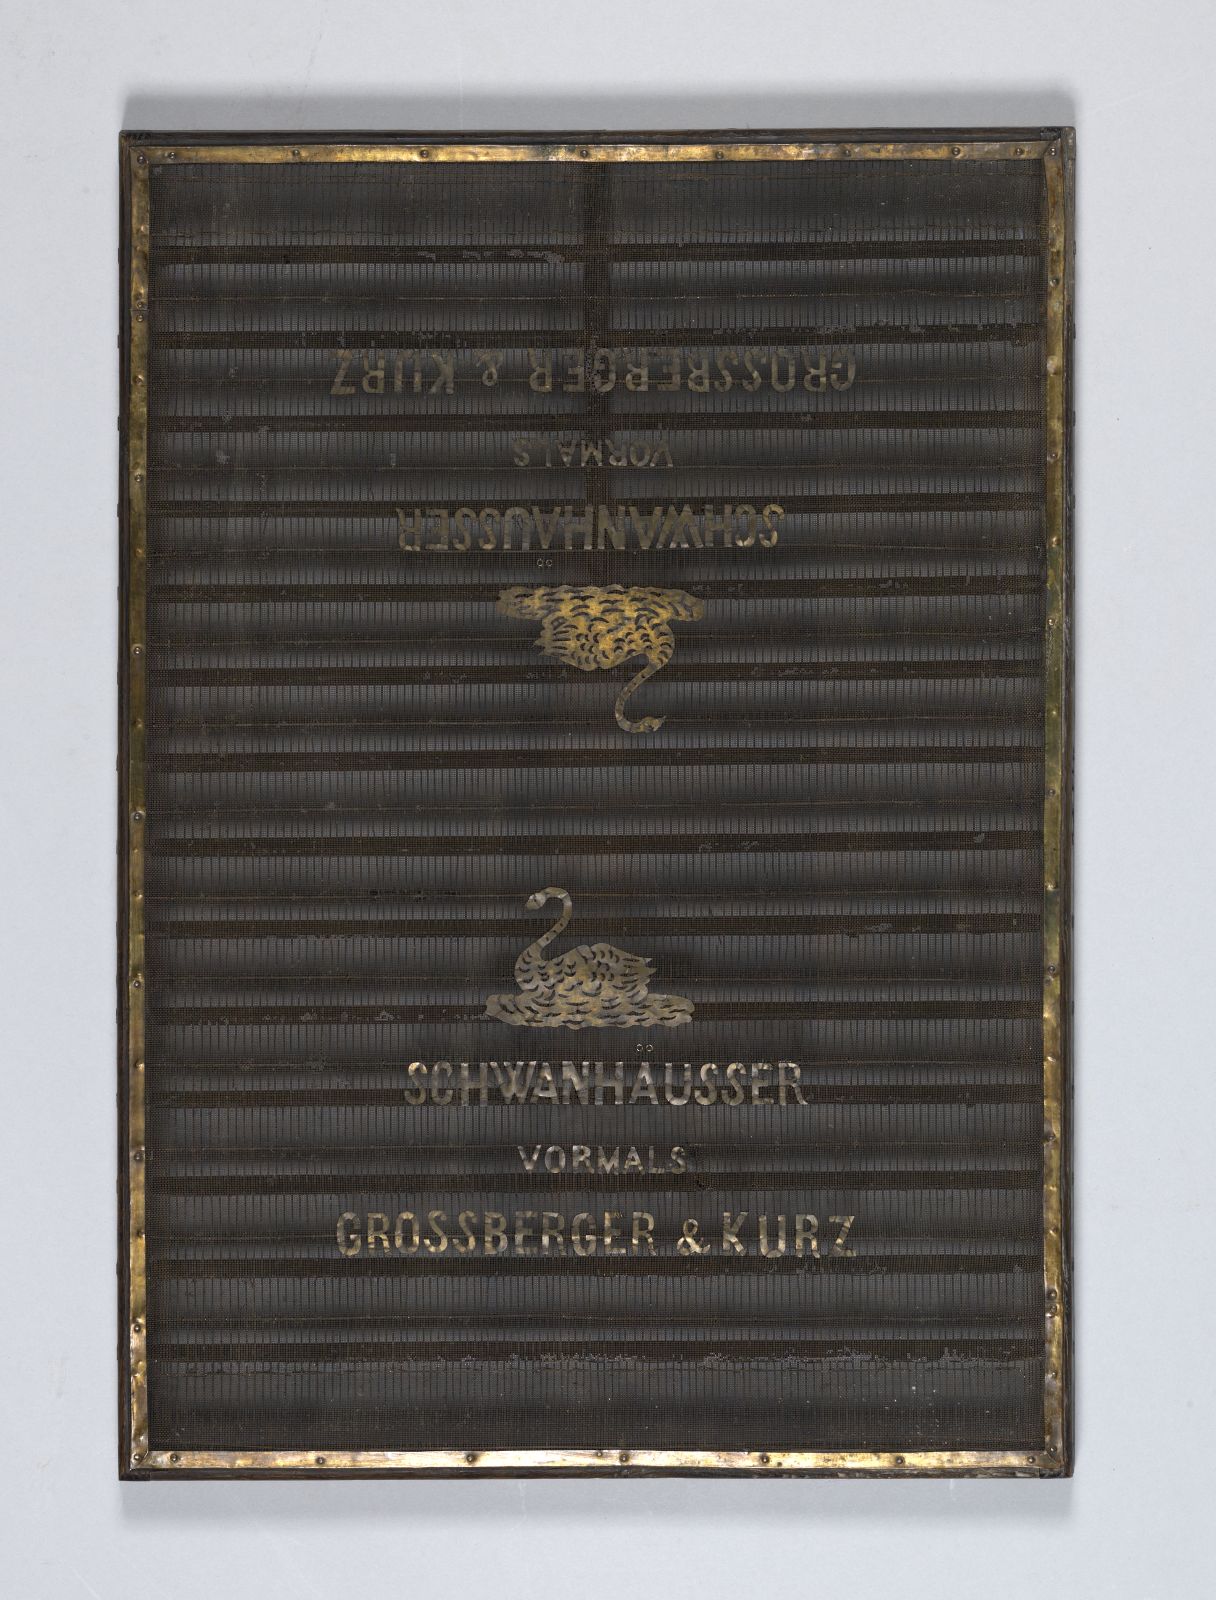 GROSSBERGER & KURZ
VORMALS
SCHWANHÄUSSER
SCHWANHÄUSSER
VORMALS
GROSSBERGER & KURZ